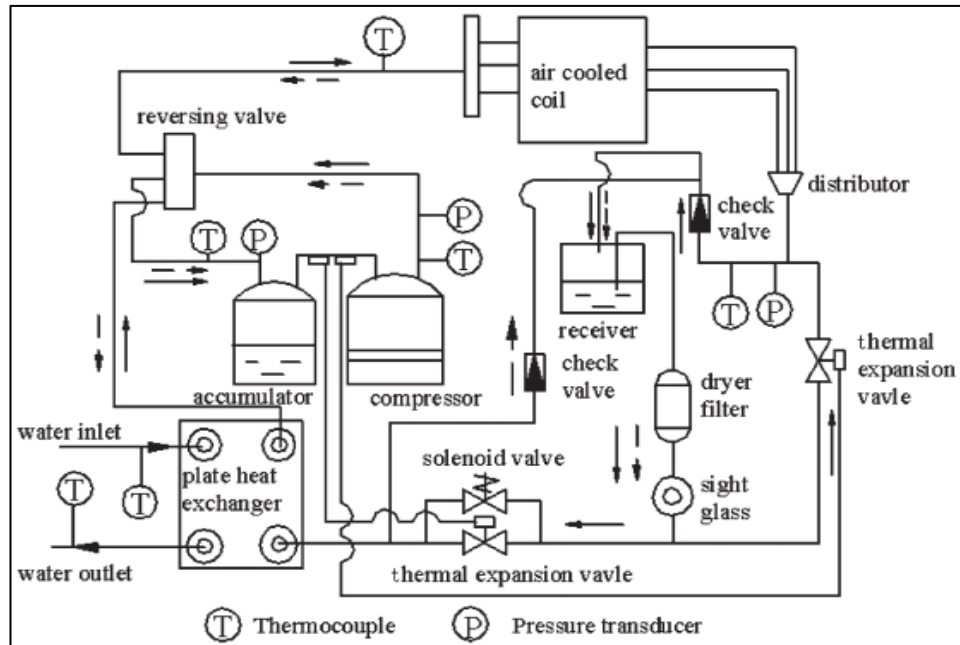 T
air cooled
coil
reversing valve
distributor
P
check
valve
T
P
T
T
P
receiver
thermal
expansion
vavle
check
valve
dryer
filter
accumulator
compressor
water inlet
solenoid valve
plate heat
exchanger
T
T
sight
glass
water outlet
thermal expansion vavle
T Thermocouple
P Pressure transducer